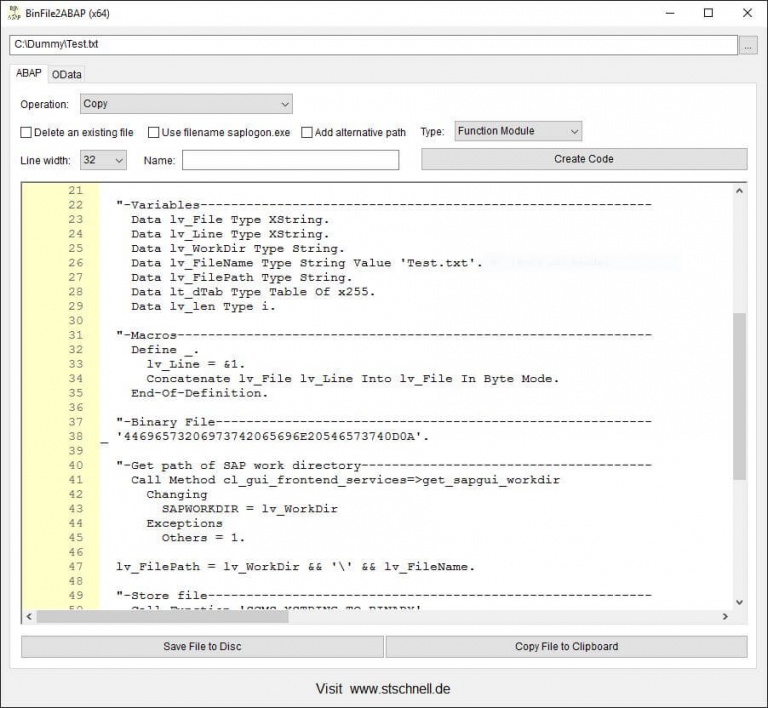 BinFile2ABAP (x64)
C:\Dummy\Test.txt
...
ABAP OData
Operation: Copy
Delete an existing file Use filename saplogon.exe Add alternative path Type: Function Module
Line width: 32 Name: Create Code
21
22 "-Variables-----------------------------------------------------------
23 Data lv_File Type XString.
24 Data lv_Line Type XString.
25 Data lv_WorkDir Type String.
26 Data lv_FileName Type String Value 'Test.txt'.
27 Data lv_FilePath Type String.
28 Data lt_dTab Type Table Of x255.
29 Data lv_len Type i.
30
31 "-Macros--------------------------------------------------------------
32 Define _.
33 lv_Line = &1.
34 Concatenate lv_File lv_Line Into lv_File In Byte Mode.
35 End-Of-Definition.
36
37 "-Binary File---------------------------------------------------------
38 _ '44696573206973742065696E20546573740D0A'.
39
40 "-Get path of SAP work directory--------------------------------------
41 Call Method cl_gui_frontend_services=>get_sapgui_workdir
42 Changing
43 SAPWORKDIR = lv_WorkDir
44 Exceptions
45 Others = 1.
46
47 lv_FilePath = lv_WorkDir && '\' && lv_FileName.
48
49 "-Store file----------------------------------------------------------
50 Call Function 'SCMS_XSTRING_TO_BINARY'
Save File to Disc Copy File to Clipboard
Visit www.stschnell.de